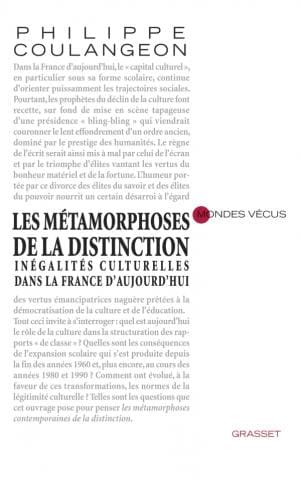 PHILIPPE
COULANGEON
Dans la France d'aujourd'hui, le « capital culturel »,
en particulier sous sa forme scolaire, continue
d'orienter puissamment les trajectoires sociales.
Pourtant, les prophètes du déclin de la culture font
recette, sur fond de mise en scène tapageuse
d'une présidence « bling-bling » qui viendrait
couronner le lent effondrement d'un ordre ancien,
dominé par le prestige des humanités. Le règne
de l'écrit serait ainsi mis à mal par celui de l'écran
et par le triomphe d'élites vantant les vertus du
bonheur matériel et de la fortune. L'humeur por-
tée par ce divorce des élites du savoir et des élites
du pouvoir nourrit un certain désarroi à l'égard
MONDES VÉCUS
LES MÉTAMORPHOSES
DE LA DISTINCTION
INÉGALITÉS CULTURELLES
DANS LA FRANCE D'AUJOURD'HUI
des vertus émancipatrices naguère prêtées à la
démocratisation de la culture et de l'éducation.
Tout ceci invite à s'interroger : quel est aujourd'hui
le rôle de la culture dans la structuration des rap-
ports « de classe » ? Quelles sont les conséquences
de l'expansion scolaire qui s'est produite depuis
la fin des années 1960 et, plus encore, au cours des
années 1980 et 1990 ? Comment ont évolué, à la
faveur de ces transformations, les normes de la
légitimité culturelle ? Telles sont les questions que
cet ouvrage pose pour penser les métamorphoses
contemporaines de la distinction.
GRASSET